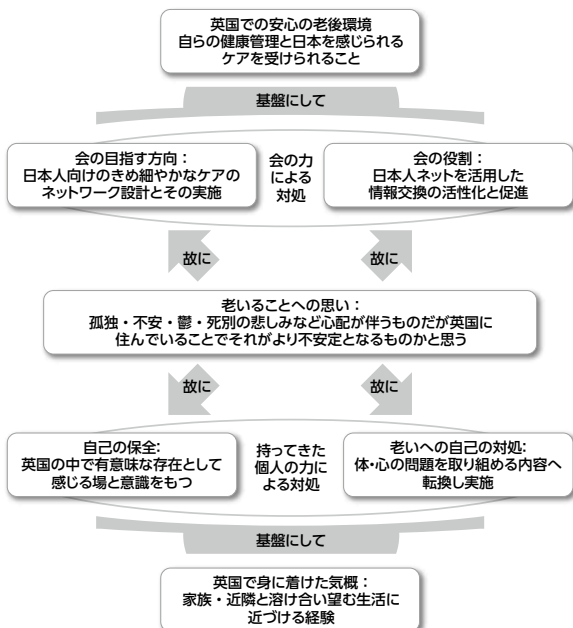 英国での安心の老後環境
自らの健康管理と日本を感じられる
ケアを受けられること
基盤にして
会の目指す方向：
日本人向けのきめ細やかなケアの
ネットワーク設計とその実施
会の力
による
対処
会の役割：
日本人ネットを活用した
情報交換の活性化と促進
故に
故に
老いることへの思い：
孤独・不安・鬱・死別の悲しみなど心配が伴うものだが英国に
住んでいることでそれがより不安定となるものかと思う
故に
故に
自己の保全:
英国の中で有意味な存在として
感じる場と意識をもつ
持ってきた
個人の力に
よる対処
老いへの自己の対処：
体・心の問題を取り組める内容へ
転換し実施
基盤にして
英国で身に着けた気概：
家族・近隣と溶け合い望む生活に
近づける経験